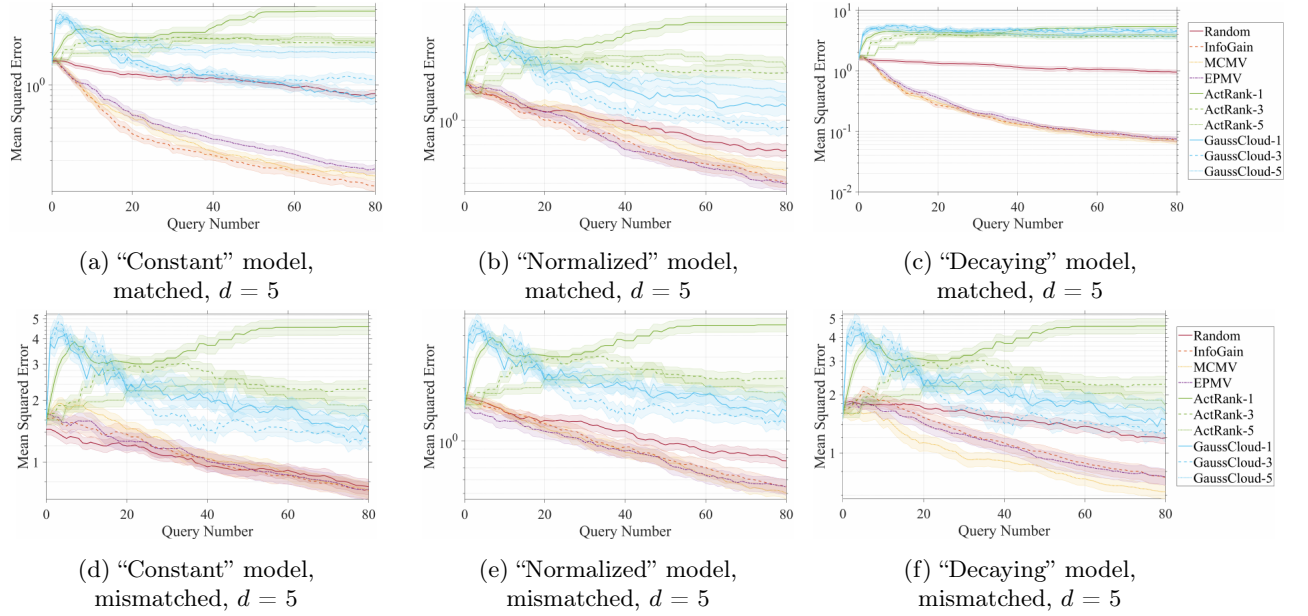 Mean Squared Error
10^0
0 20 40 60 80
Query Number
(a) “Constant” model,
matched, d = 5
Mean Squared Error
10^0
0 20 40 60 80
Query Number
(b) “Normalized” model,
matched, d = 5
Mean Squared Error
10^1
10^0
10^-1
10^-2
0 20 40 60 80
Query Number
(c) “Decaying” model,
matched, d = 5
Random
InfoGain
MCMV
EPMV
ActRank-1
ActRank-3
ActRank-5
GaussCloud-1
GaussCloud-3
GaussCloud-5
Mean Squared Error
5
4
3
2
1
0 20 40 60 80
Query Number
(d) “Constant” model,
mismatched, d = 5
Mean Squared Error
10^0
0 20 40 60 80
Query Number
(e) “Normalized” model,
mismatched, d = 5
Mean Squared Error
5
4
3
2
1
0 20 40 60 80
Query Number
(f) “Decaying” model,
mismatched, d = 5
Random
InfoGain
MCMV
EPMV
ActRank-1
ActRank-3
ActRank-5
GaussCloud-1
GaussCloud-3
GaussCloud-5